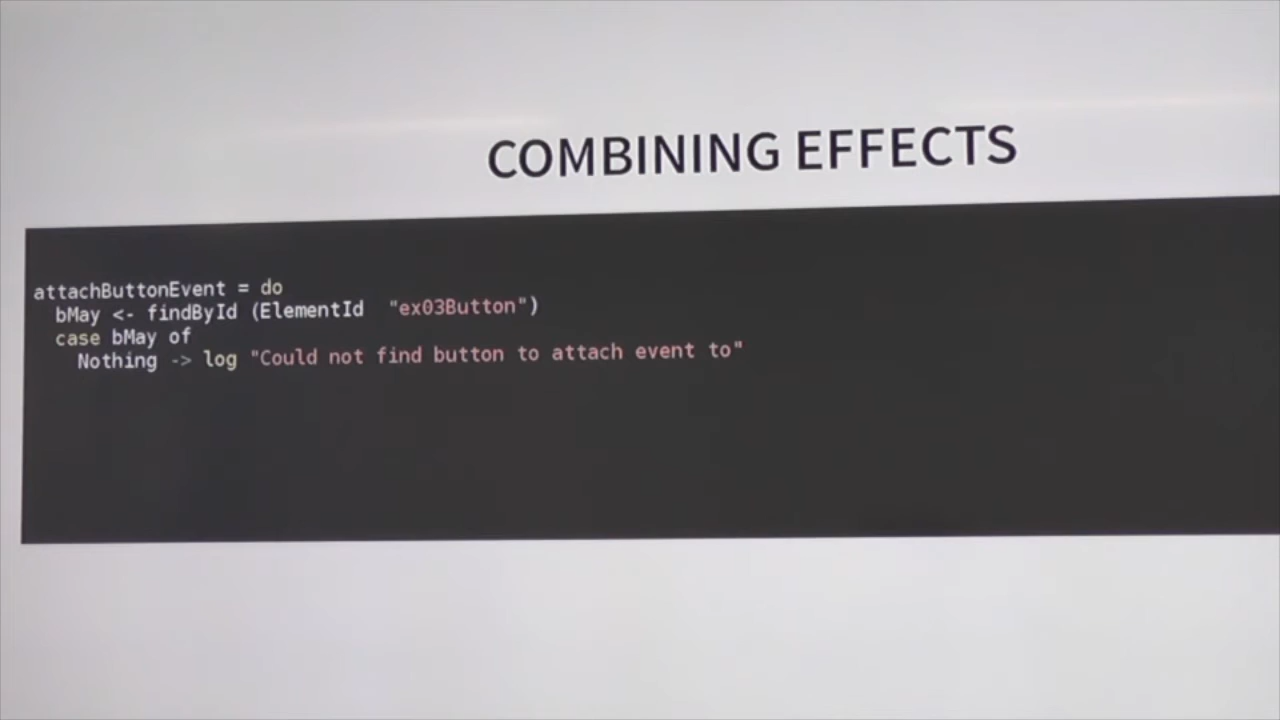 COMBINING EFFECTS
attachButtonEvent = do
  bMay <- findById (ElementId  "ex03Button")
  case bMay of
    Nothing -> log "Could not find button to attach event to"